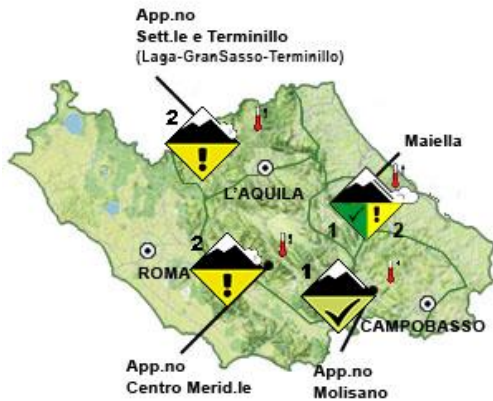 App.no
Sett.le e Terminillo
(Laga-GranSasso-Terminillo)
2
!
Maiella
L'AQUILA
1
!
2
2
!
ROMA
1
CAMPOBASSO
App.no
Centro Merid.le
App.no
Molisano